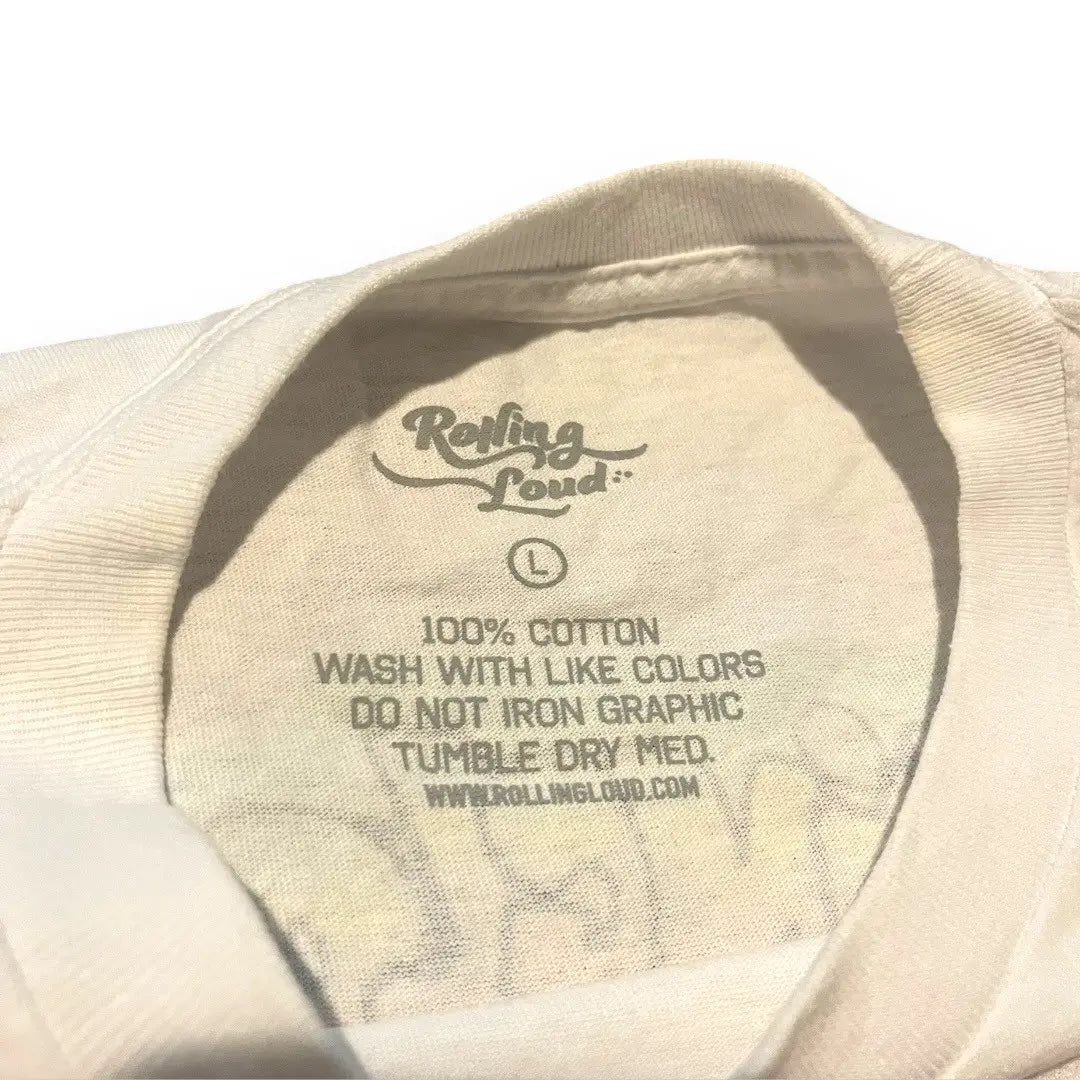 Rolling
Loud
L
100% COTTON
WASH WITH LIKE COLORS
DO NOT IRON GRAPHIC
TUMBLE DRY MED.
WWW.ROLLINGLOUD.COM